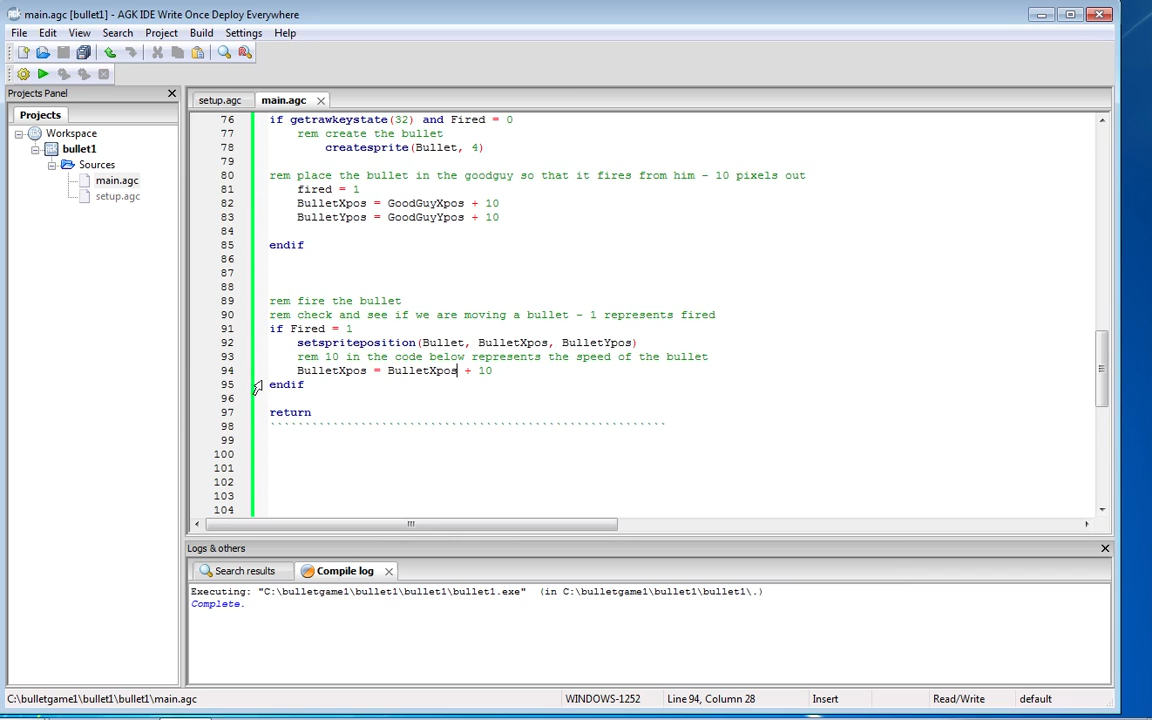 main.agc [bullet1] - AGK IDE Write Once Deploy Everywhere
File Edit View Search Project Build Settings Help
Projects Panel
Projects
Workspace
bullet1
Sources
main.agc
setup.agc
setup.agc main.agc
76 if getrawkeystate(32) and Fired = 0
77 rem create the bullet
78 createsprite(Bullet, 4)
79
80 rem place the bullet in the goodguy so that it fires from him - 10 pixels out
81 fired = 1
82 BulletXpos = GoodGuyXpos + 10
83 BulletYpos = GoodGuyYpos + 10
84
85 endif
86
87
88
89 rem fire the bullet
90 rem check and see if we are moving a bullet - 1 represents fired
91 if Fired = 1
92 setspriteposition(Bullet, BulletXpos, BulletYpos)
93 rem 10 in the code below represents the speed of the bullet
94 BulletXpos = BulletXpos + 10
95 endif
96
97 return
98 `````````````````````````````````````````````````````````
99
100
101
102
103
104
Logs & others
Search results Compile log
Executing: "C:\bulletgame1\bullet1\bullet1\bullet1.exe" (in C:\bulletgame1\bullet1\bullet1\.)
Complete.
C:\bulletgame1\bullet1\bullet1\main.agc WINDOWS-1252 Line 94, Column 28 Insert Read/Write default